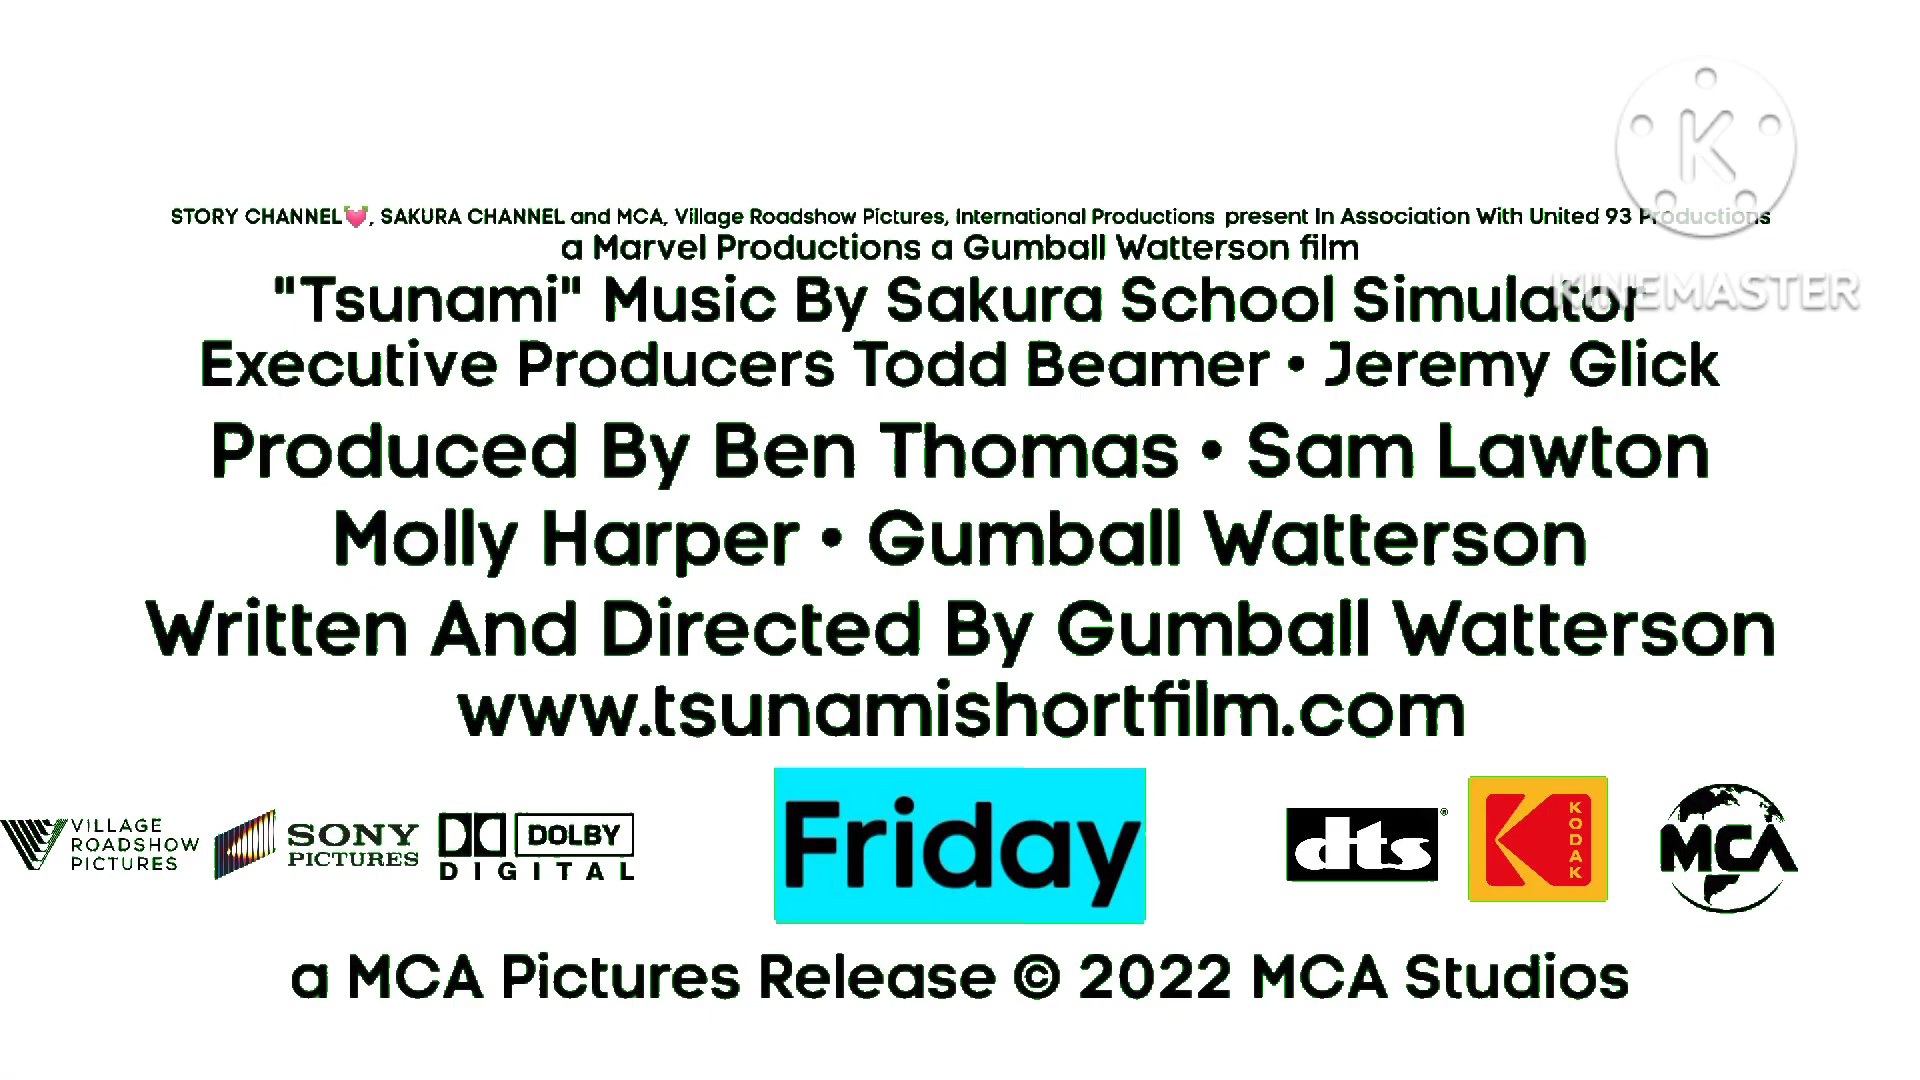 K
STORY CHANNEL💓, SAKURA CHANNEL and MCA, Village Roadshow Pictures, International Productions present In Association With United 93 Productions
a Marvel Productions a Gumball Watterson film
"Tsunami" Music By Sakura School Simulator
KINEMASTER
Executive Producers Todd Beamer • Jeremy Glick
Produced By Ben Thomas • Sam Lawton
Molly Harper • Gumball Watterson
Written And Directed By Gumball Watterson
www.tsunamishortfilm.com
VILLAGE
ROADSHOW
PICTURES
SONY
PICTURES
DOLBY
DIGITAL
Friday
dts®
KODAK
MCA
a MCA Pictures Release © 2022 MCA Studios